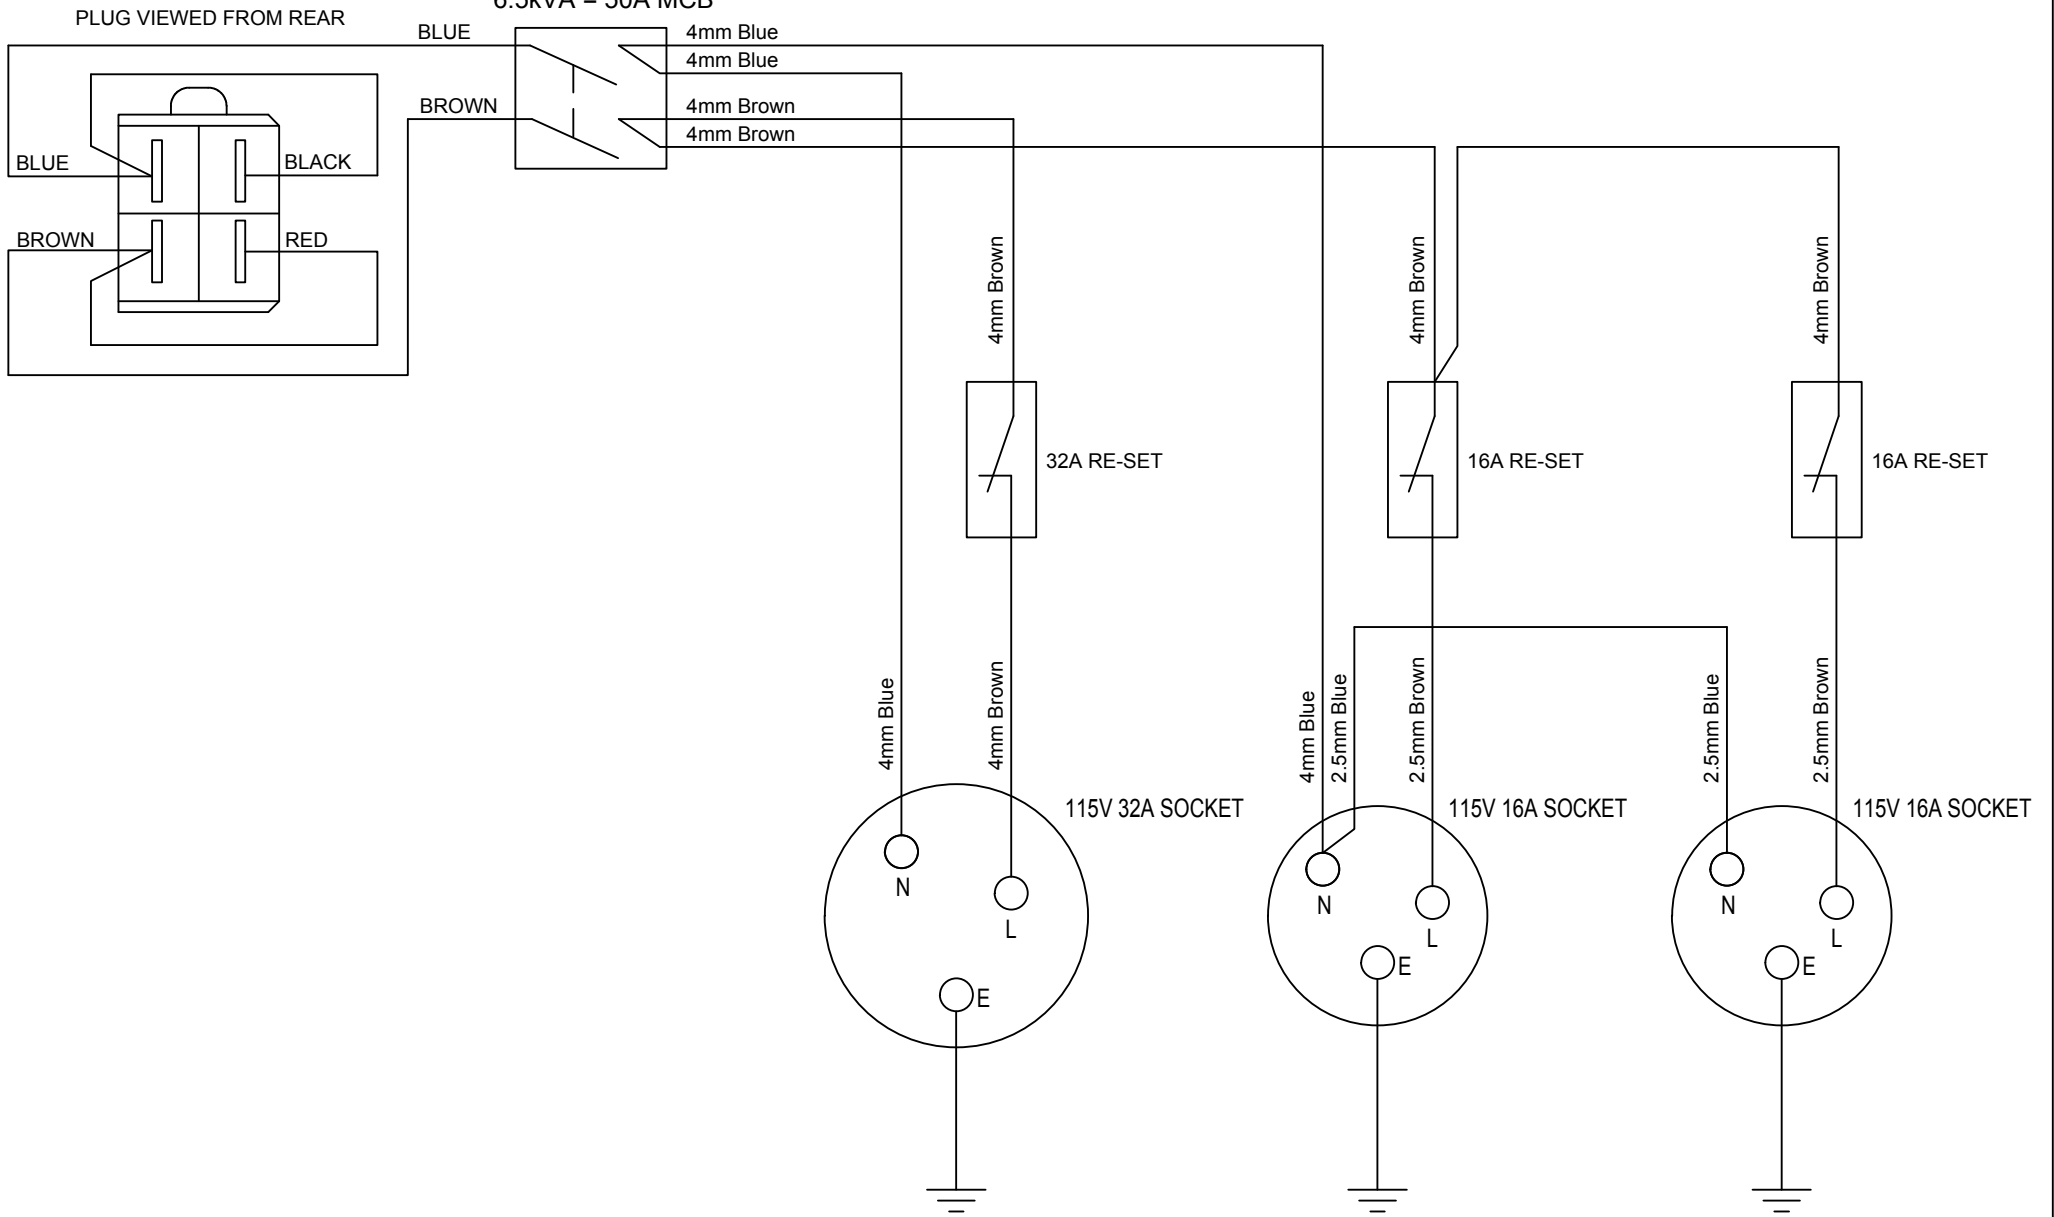 6.5kVA = 50A MCB
PLUG VIEWED FROM REAR
BLUE
4mm Blue
4mm Blue
BROWN
4mm Brown
4mm Brown
BLUE
BLACK
BROWN
RED
4mm Brown
4mm Brown
4mm Brown
32A RE-SET
16A RE-SET
16A RE-SET
4mm Blue
4mm Brown
4mm Blue
2.5mm Blue
2.5mm Brown
2.5mm Blue
2.5mm Brown
115V 32A SOCKET
115V 16A SOCKET
115V 16A SOCKET
N
L
E
N
L
E
N
L
E